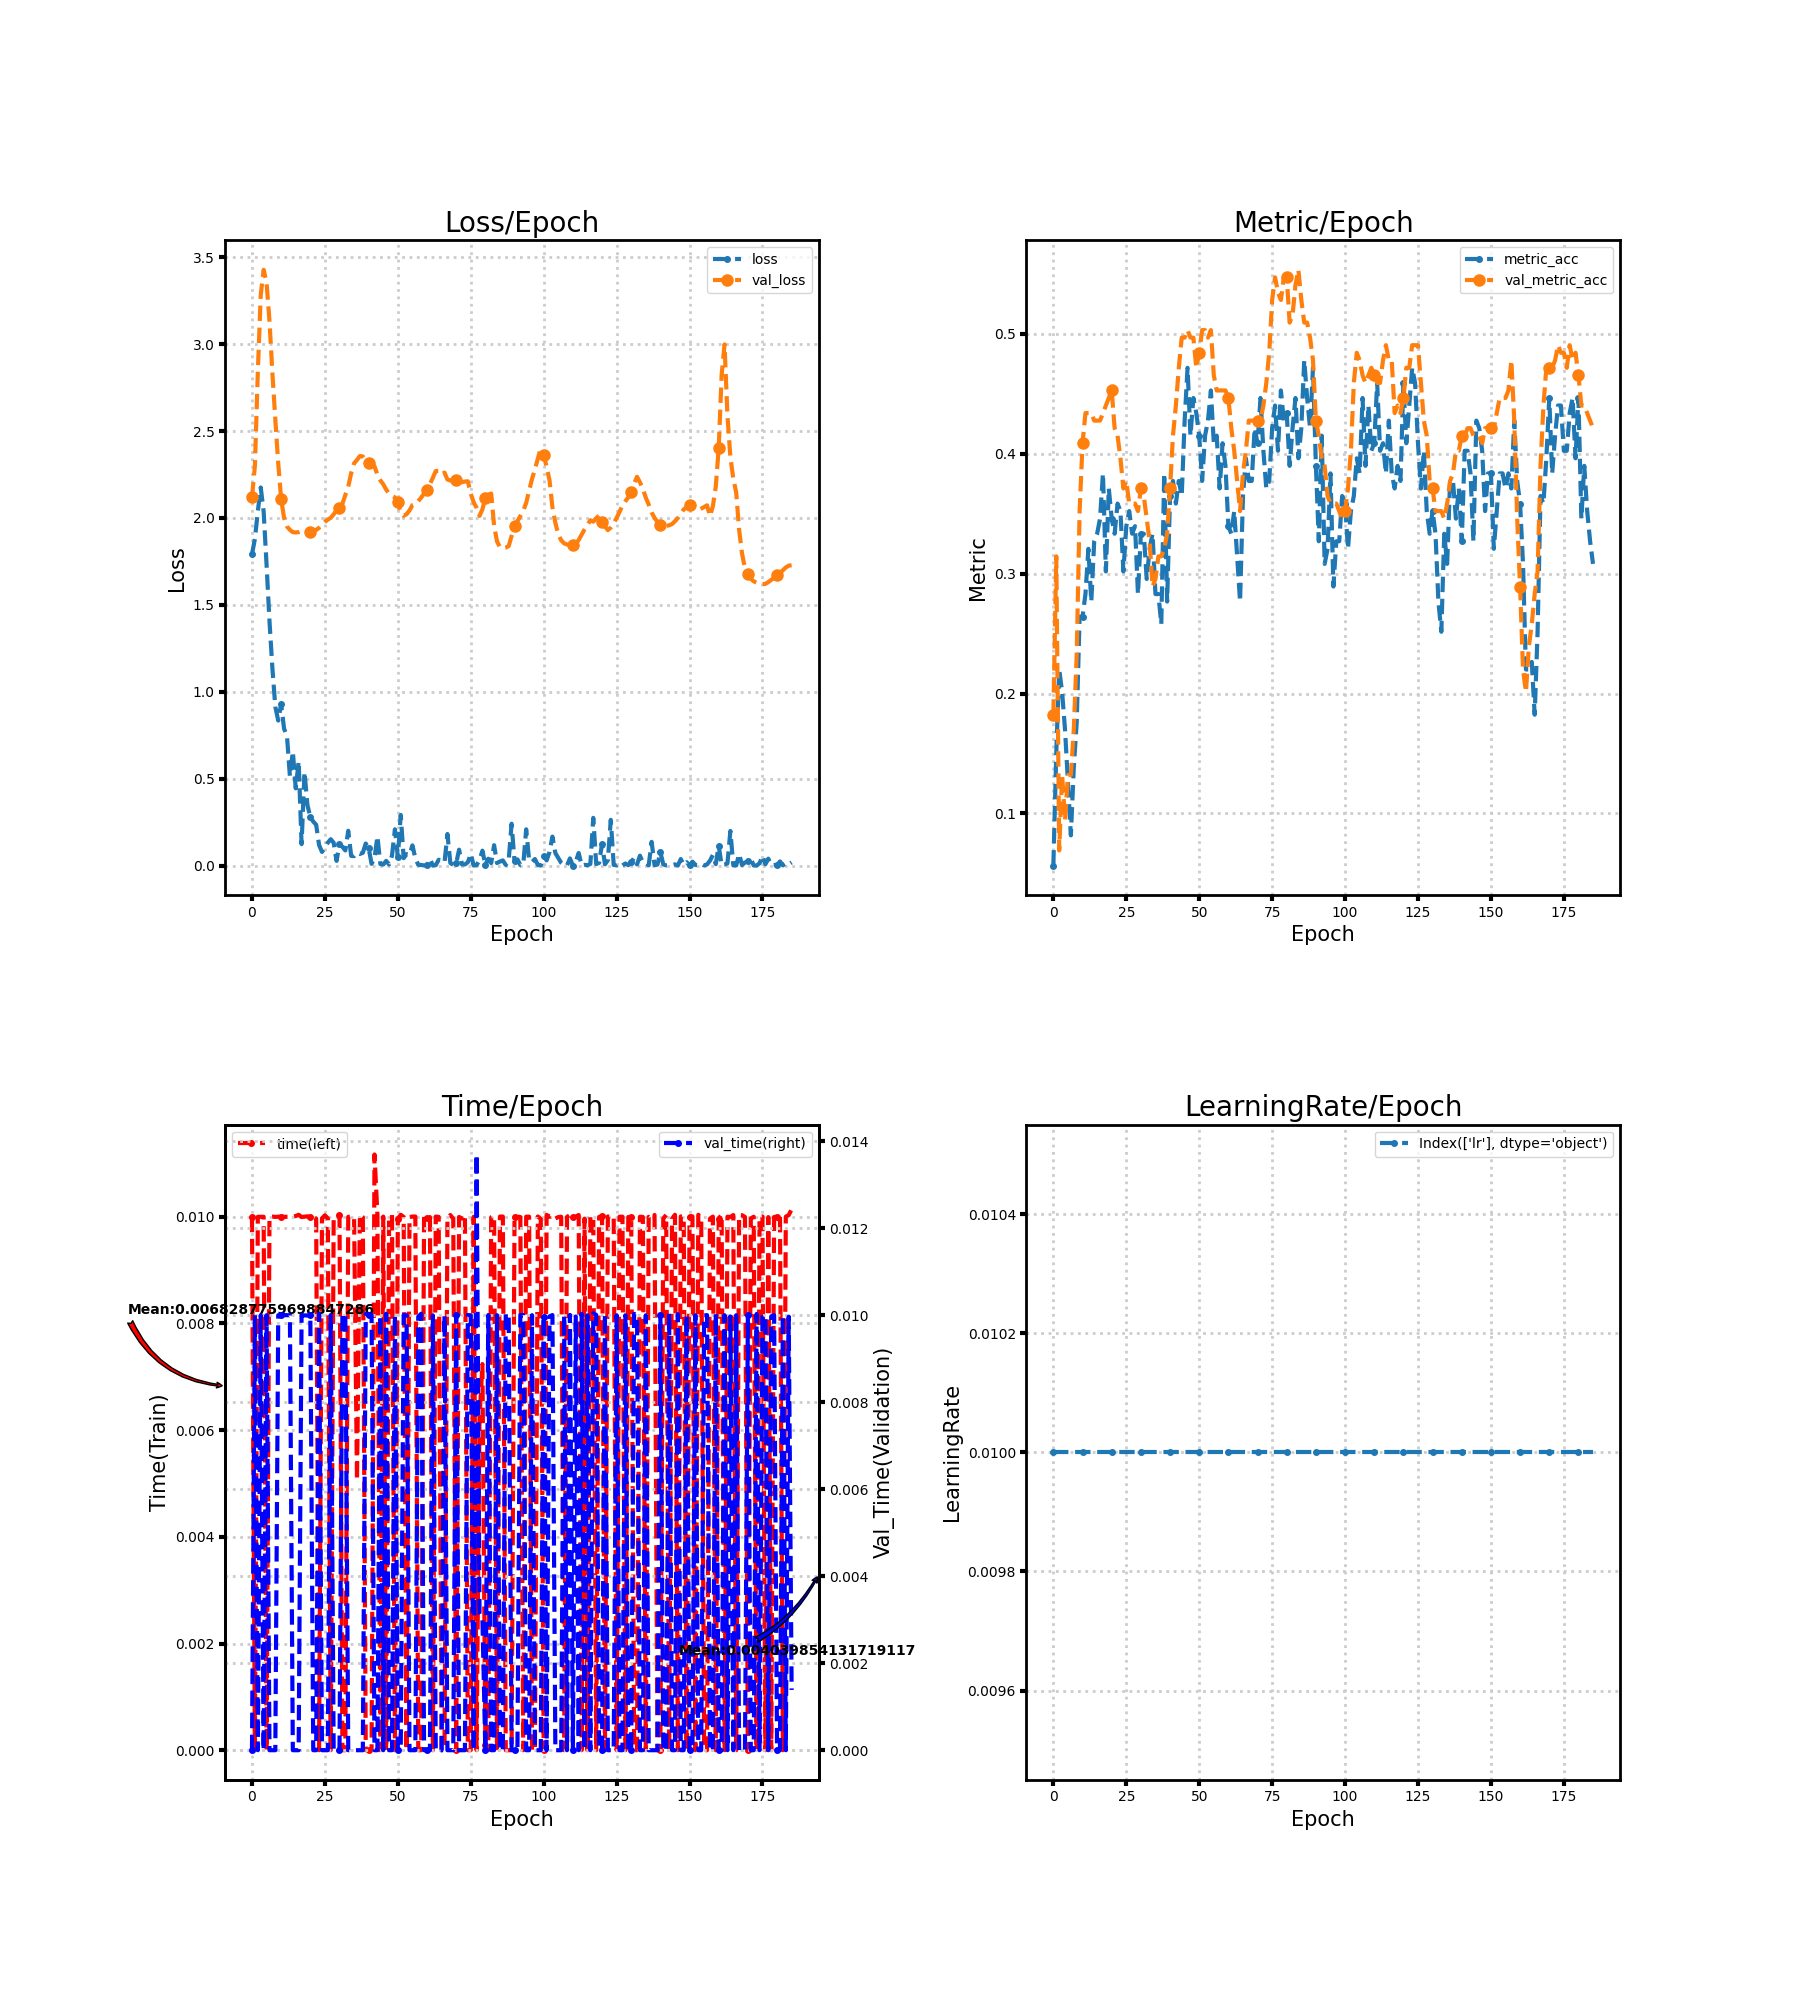 Loss/Epoch
3.5
3.0
2.5
2.0
1.5
1.0
0.5
0.0
Loss
loss
val_loss
0 25 50 75 100 125 150 175
Epoch
Metric/Epoch
0.5
0.4
0.3
0.2
0.1
Metric
metric_acc
val_metric_acc
0 25 50 75 100 125 150 175
Epoch
Time/Epoch
time(left)
val_time(right)
0.010
0.008
0.006
0.004
0.002
0.000
Time(Train)
Mean:0.0068287759698847286
0.014
0.012
0.010
0.008
0.006
0.004
0.002
0.000
Val_Time(Validation)
0 25 50 75 100 125 150 175
Epoch
LearningRate/Epoch
Index(['lr'], dtype='object')
0.0104
0.0102
0.0100
0.0098
0.0096
LearningRate
0 25 50 75 100 125 150 175
Epoch